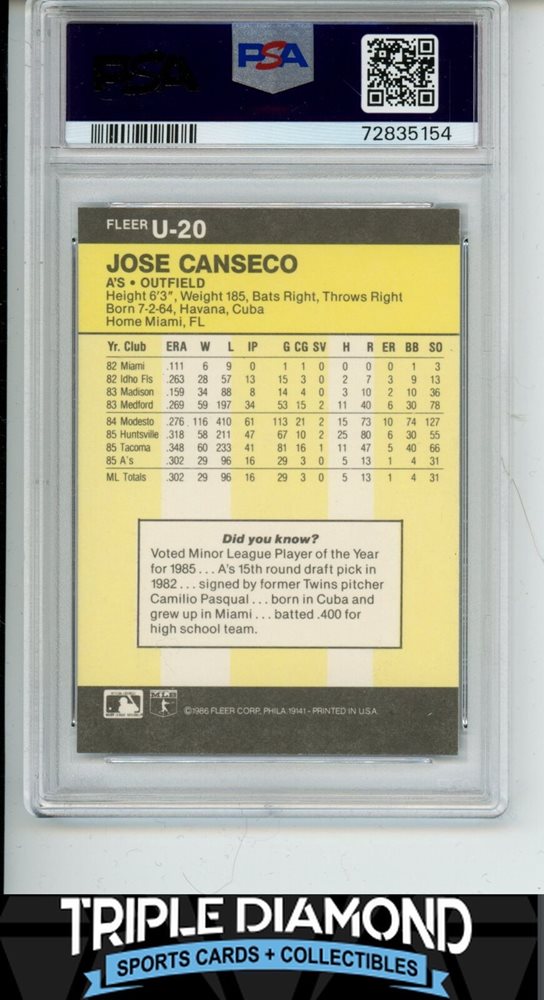 PSA
PSA
72835154
FLEER U-20
JOSE CANSECO
A'S • OUTFIELD
Height 6'3", Weight 185, Bats Right, Throws Right
Born 7-2-64, Havana, Cuba
Home Miami, FL
Yr. Club ERA W L IP G CG SV H R ER BB SO
82 Miami .111 6 9 0 1 1 0 0 0 0 1 3
82 Idho Fls .263 28 57 13 15 3 0 2 7 3 9 13
83 Madison .159 34 88 8 14 4 0 3 10 2 10 36
83 Medford .269 59 197 34 53 15 2 11 40 6 30 78
84 Modesto .276 116 410 61 113 21 2 15 73 10 74 127
85 Huntsville .318 58 211 47 67 10 2 25 80 6 30 55
85 Tacoma .348 60 233 41 81 16 1 11 47 5 40 66
85 A's .302 29 96 16 29 3 0 5 13 1 4 31
ML Totals .302 29 96 16 29 3 0 5 13 1 4 31
Did you know?
Voted Minor League Player of the Year
for 1985 . . . A's 15th round draft pick in
1982 . . . signed by former Twins pitcher
Camilio Pasqual . . . born in Cuba and
grew up in Miami . . . batted .400 for
high school team.
MLB
©1986 FLEER CORP., PHILA. 19141 - PRINTED IN U.S.A.
TRIPLE DIAMOND
SPORTS CARDS + COLLECTIBLES